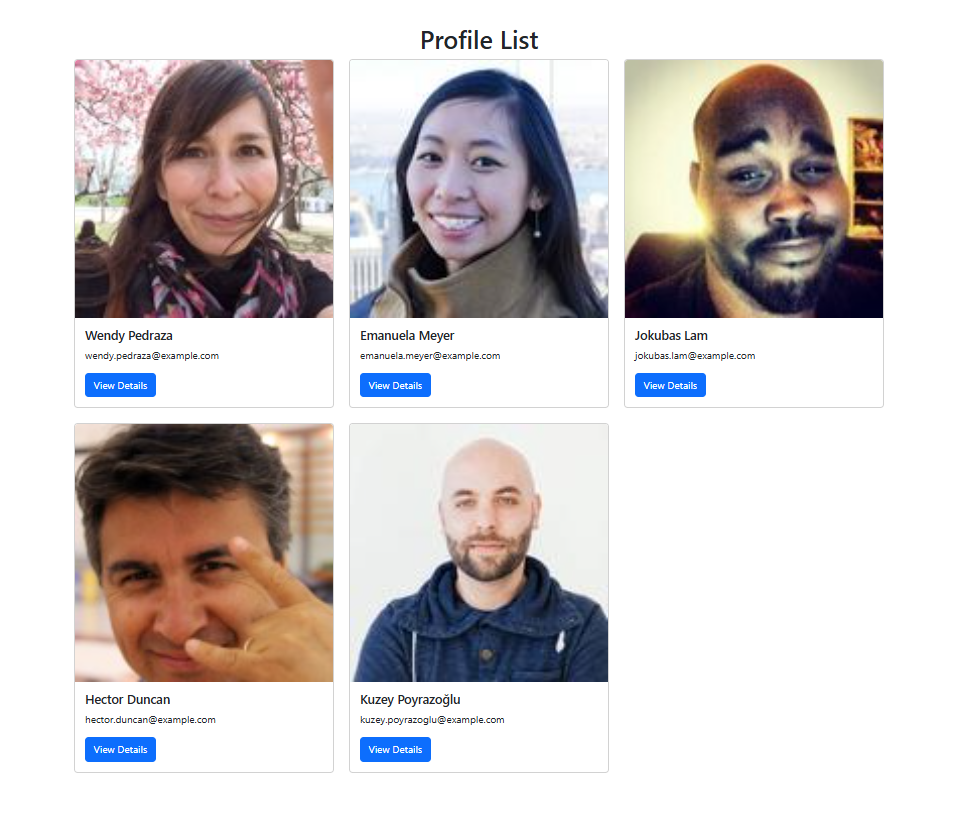 Profile List
Wendy Pedraza
wendy.pedraza@example.com
View Details
Emanuela Meyer
emanuela.meyer@example.com
View Details
Jokubas Lam
jokubas.lam@example.com
View Details
Hector Duncan
hector.duncan@example.com
View Details
Kuzey Poyrazoğlu
kuzey.poyrazoglu@example.com
View Details